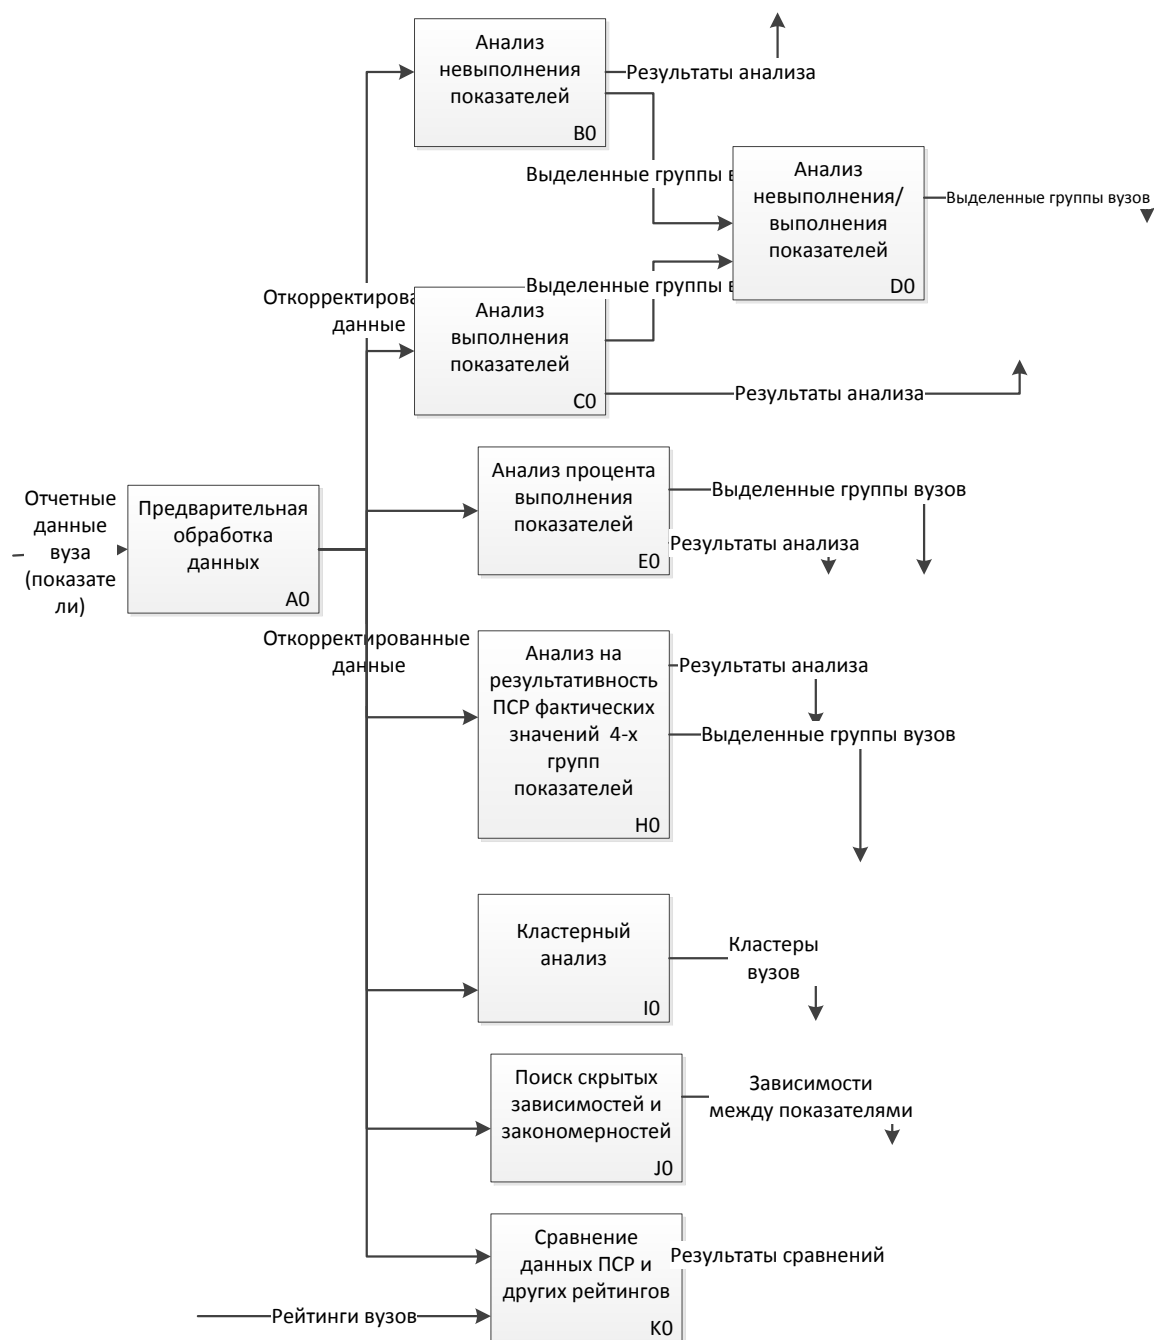 Анализ
невыполнения
показателей
B0
Результаты анализа
Выделенные группы в
Анализ
невыполнения/
выполнения
показателей
D0
Выделенные группы вузов
Выделенные группы в
Откорректирова
данные
Анализ
выполнения
показателей
C0
Результаты анализа
Отчетные
данные
вуза
(показате
ли)
Предварительная
обработка
данных
A0
Анализ процента
выполнения
показателей
E0
Выделенные группы вузов
Результаты анализа
Откорректированные
данные
Анализ на
результативность
ПСР фактических
значений 4-х
групп
показателей
H0
Результаты анализа
Выделенные группы вузов
Кластерный
анализ
I0
Кластеры
вузов
Поиск скрытых
зависимостей и
закономерностей
J0
Зависимости
между показателями
Сравнение
данных ПСР и
других рейтингов
K0
Результаты сравнений
Рейтинги вузов